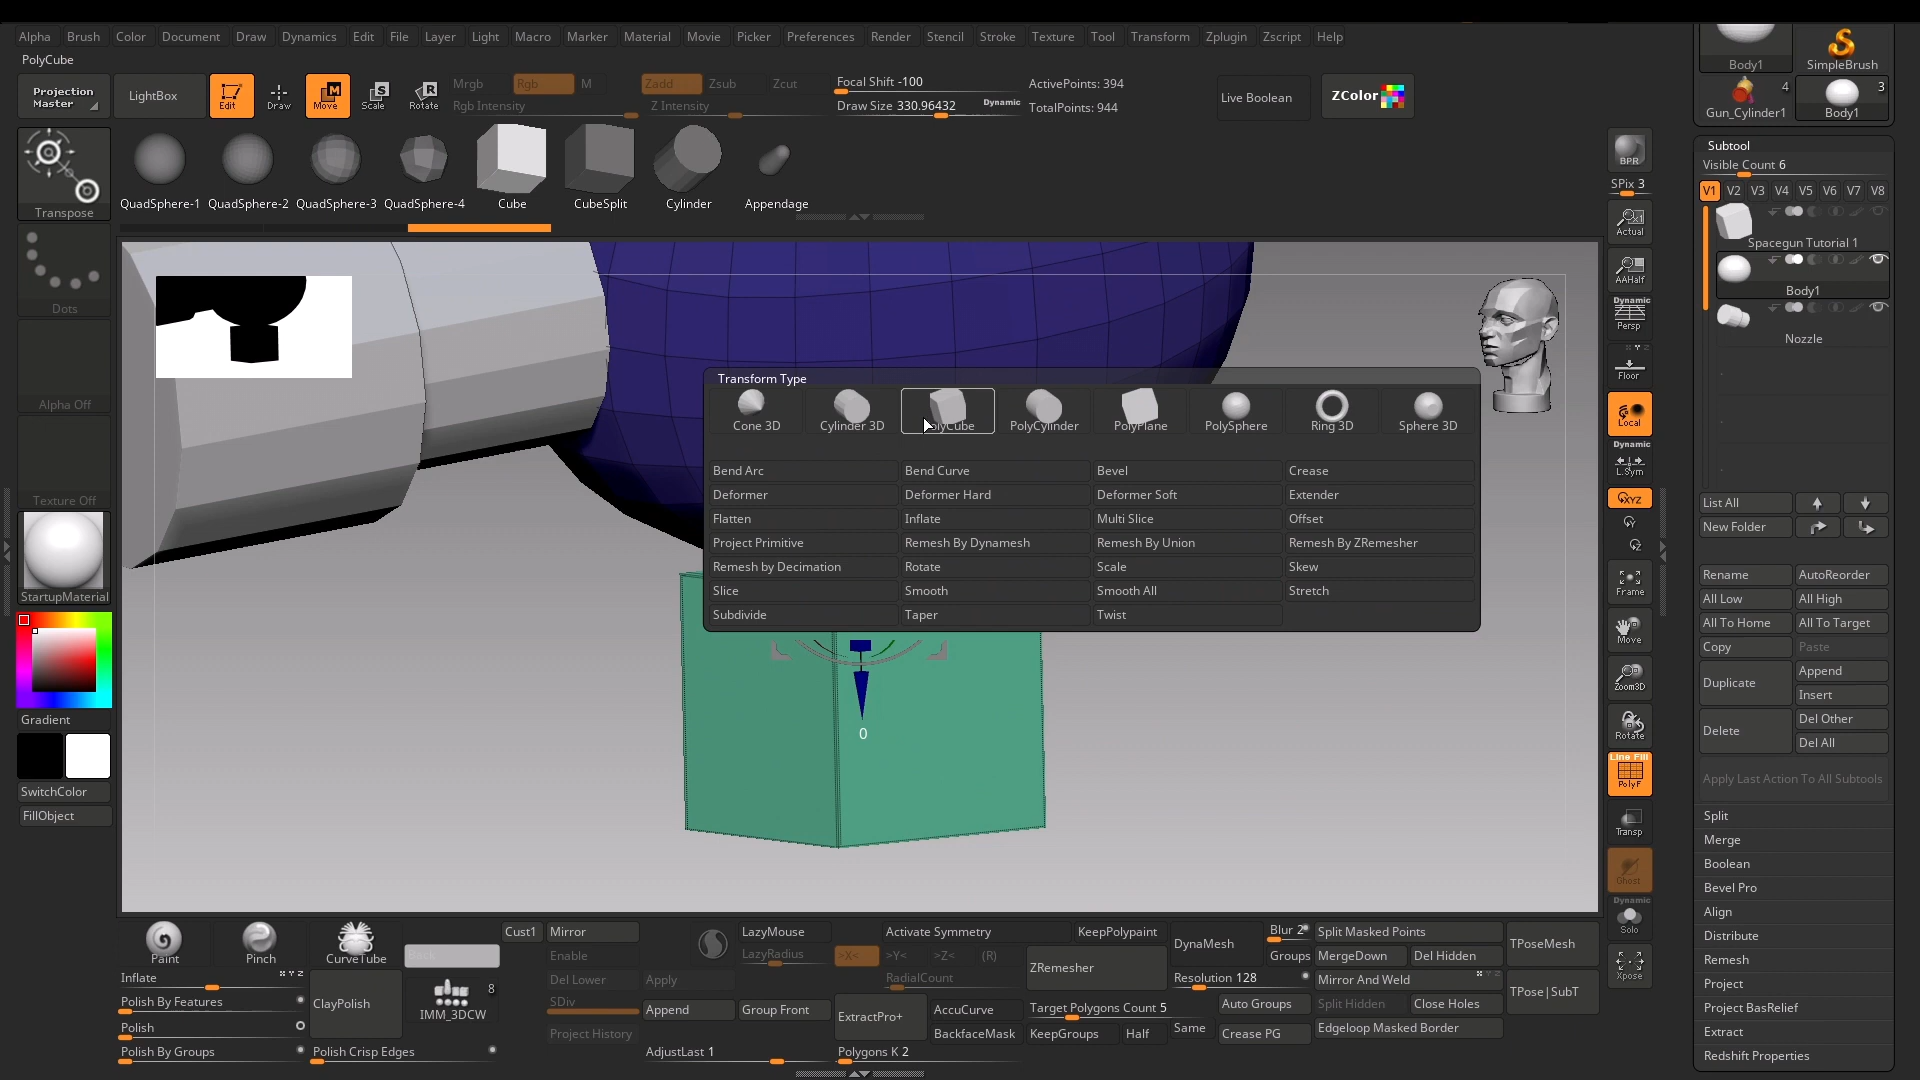 Alpha Brush Color Document Draw Dynamics Edit File Layer Light Macro Marker Material Movie Picker Preferences Render Stencil Stroke Texture Tool Transform Zplugin Zscript Help
PolyCube
Projection Master
LightBox
Edit
Draw
Move
Scale
Rotate
Mrgb Rgb M
Rgb Intensity
Zadd Zsub Zcut
Z Intensity
Focal Shift -100
Draw Size 330.96432 Dynamic
ActivePoints: 394
TotalPoints: 944
Live Boolean
ZColor
Body1
SimpleBrush
4
Gun_Cylinder1
3
Body1
Transpose
Dots
Alpha Off
Texture Off
StartupMaterial
Gradient
SwitchColor
FillObject
QuadSphere-1 QuadSphere-2 QuadSphere-3 QuadSphere-4 Cube CubeSplit Cylinder Appendage
Transform Type
Cone 3D Cylinder 3D PolyCube PolyCylinder PolyPlane PolySphere Ring 3D Sphere 3D
Bend Arc Bend Curve Bevel Crease
Deformer Deformer Hard Deformer Soft Extender
Flatten Inflate Multi Slice Offset
Project Primitive Remesh By Dynamesh Remesh By Union Remesh By ZRemesher
Remesh by Decimation Rotate Scale Skew
Slice Smooth Smooth All Stretch
Subdivide Taper Twist
0
BPR
SPix 3
Actual
AAHalf
Dynamic
Persp
Floor
Local
Dynamic
L.Sym
XYZ
Y
Z
Frame
Move
Zoom3D
Rotate
Line Fill
PolyF
Transp
Ghost
Dynamic
Solo
Xpose
Subtool
Visible Count 6
V1 V2 V3 V4 V5 V6 V7 V8
Spacegun Tutorial 1
Body1
Nozzle
List All
New Folder
Rename AutoReorder
All Low All High
All To Home All To Target
Copy Paste
Duplicate Append
Insert
Delete Del Other
Del All
Apply Last Action To All Subtools
Split
Merge
Boolean
Bevel Pro
Align
Distribute
Remesh
Project
Project BasRelief
Extract
Redshift Properties
Paint Pinch CurveTube
Inflate
Polish By Features
Polish
Polish By Groups
ClayPolish
8
IMM_3DCW
Polish Crisp Edges
Cust1 Mirror
Enable
Del Lower
SDiv
Project History
LazyMouse
LazyRadius
Apply
Append Group Front
AdjustLast 1
Activate Symmetry
>X< >Y< >Z< (R)
RadialCount
ExtractPro+
AccuCurve
BackfaceMask
Polygons K 2
KeepPolypaint
ZRemesher
Target Polygons Count 5
KeepGroups Half Same
DynaMesh
Blur 2
Groups
Resolution 128
Auto Groups
Crease PG
Split Masked Points
MergeDown Del Hidden
Mirror And Weld
Split Hidden Close Holes
Edgeloop Masked Border
TPoseMesh
TPose|SubT